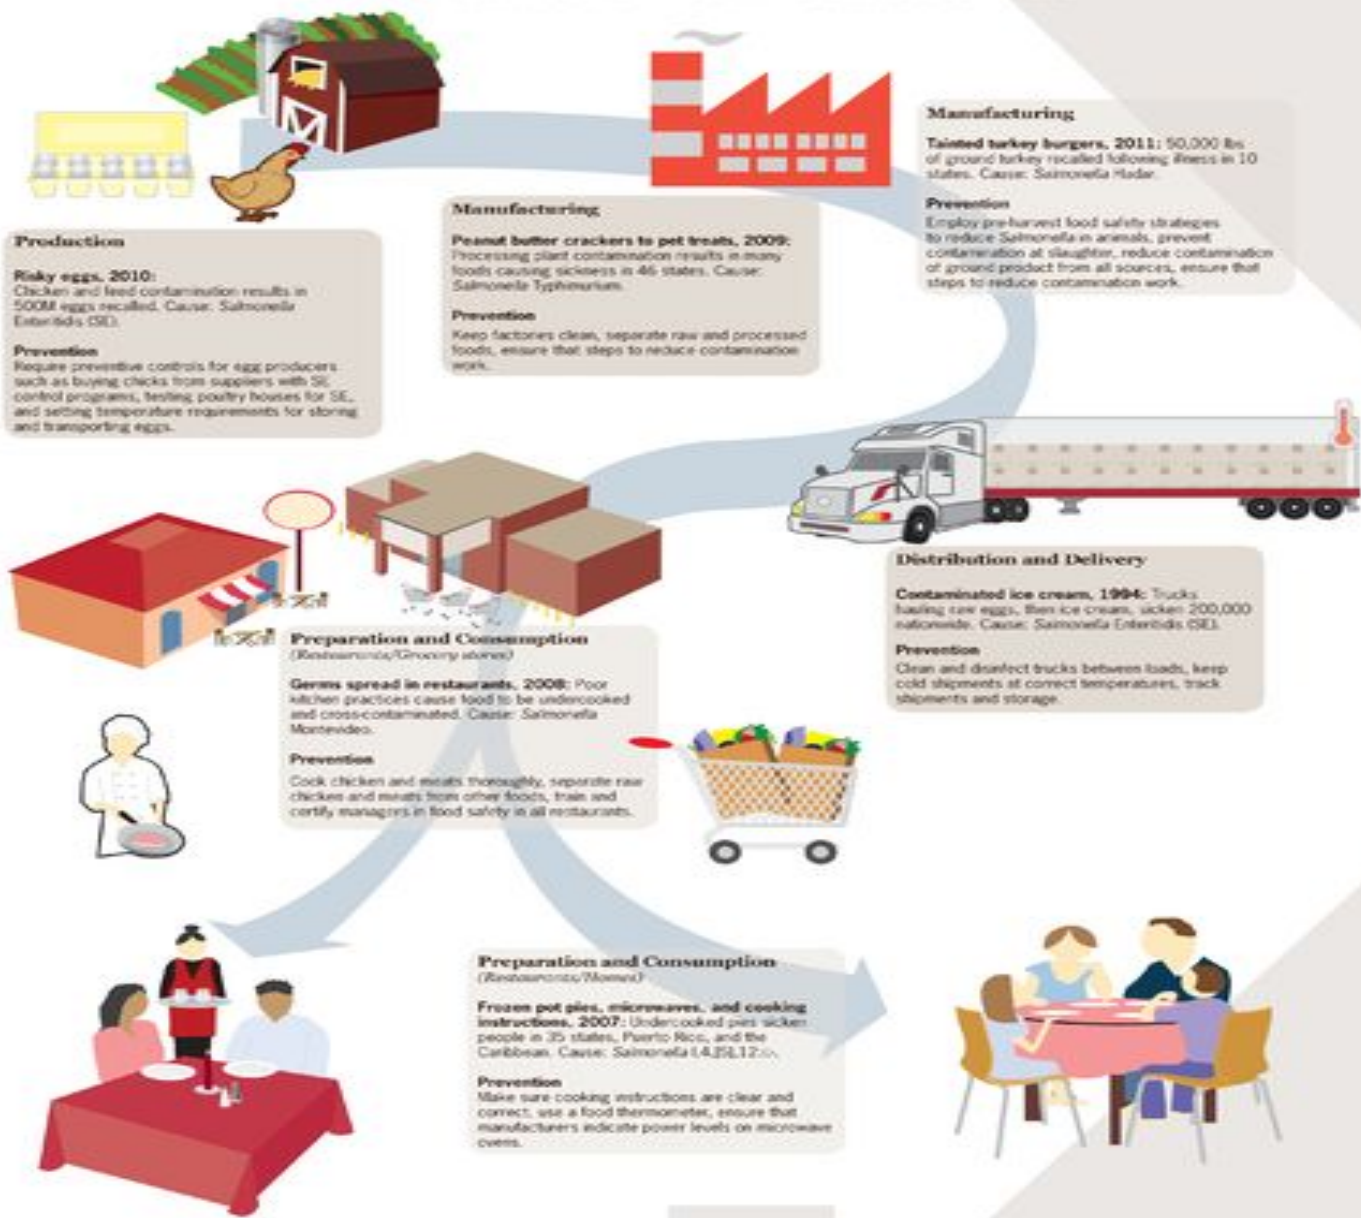 Production
Risky eggs, 2010:
Chicken and feed contamination results in
500M eggs recalled. Cause: Salmonella
Enteritidis (SE).
Prevention
Require preventive controls for egg producers
such as buying chicks from suppliers with SE
control programs, testing poultry houses for SE,
and setting temperature requirements for storing
and transporting eggs.
Manufacturing
Peanut butter crackers to pet treats, 2009:
Processing plant contamination results in many
foods causing sickness in 46 states. Cause:
Salmonella Typhimurium.
Prevention
Keep factories clean, separate raw and processed
foods, ensure that steps to reduce contamination
work.
Manufacturing
Tainted turkey burgers, 2011: 50,000 lbs
of ground turkey recalled following illness in 10
states. Cause: Salmonella Hadar.
Prevention
Employ pre-harvest food safety strategies
to reduce Salmonella in animals, prevent
contamination at slaughter, reduce contamination
of ground product from all sources, ensure that
steps to reduce contamination work.
Distribution and Delivery
Contaminated ice cream, 1994: Trucks
hauling raw eggs, then ice cream, sicken 200,000
nationwide. Cause: Salmonella Enteritidis (SE).
Prevention
Clean and disinfect trucks between loads, keep
cold shipments at correct temperatures, track
shipments and storage.
Preparation and Consumption
(Restaurants/Grocery stores)
Germs spread in restaurants, 2008: Poor
kitchen practices cause food to be undercooked
and cross-contaminated. Cause: Salmonella
Montevideo.
Prevention
Cook chicken and meats thoroughly, separate raw
chicken and meats from other foods, train and
certify managers in food safety in all restaurants.
Preparation and Consumption
(Restaurants/Homes)
Frozen pot pies, microwaves, and cooking
instructions, 2007: Undercooked pies sicken
people in 35 states, Puerto Rico, and the
Caribbean. Cause: Salmonella
Prevention
Make sure cooking instructions are clear and
correct, use a food thermometer, ensure that
manufacturers indicate power levels on microwave
ovens.